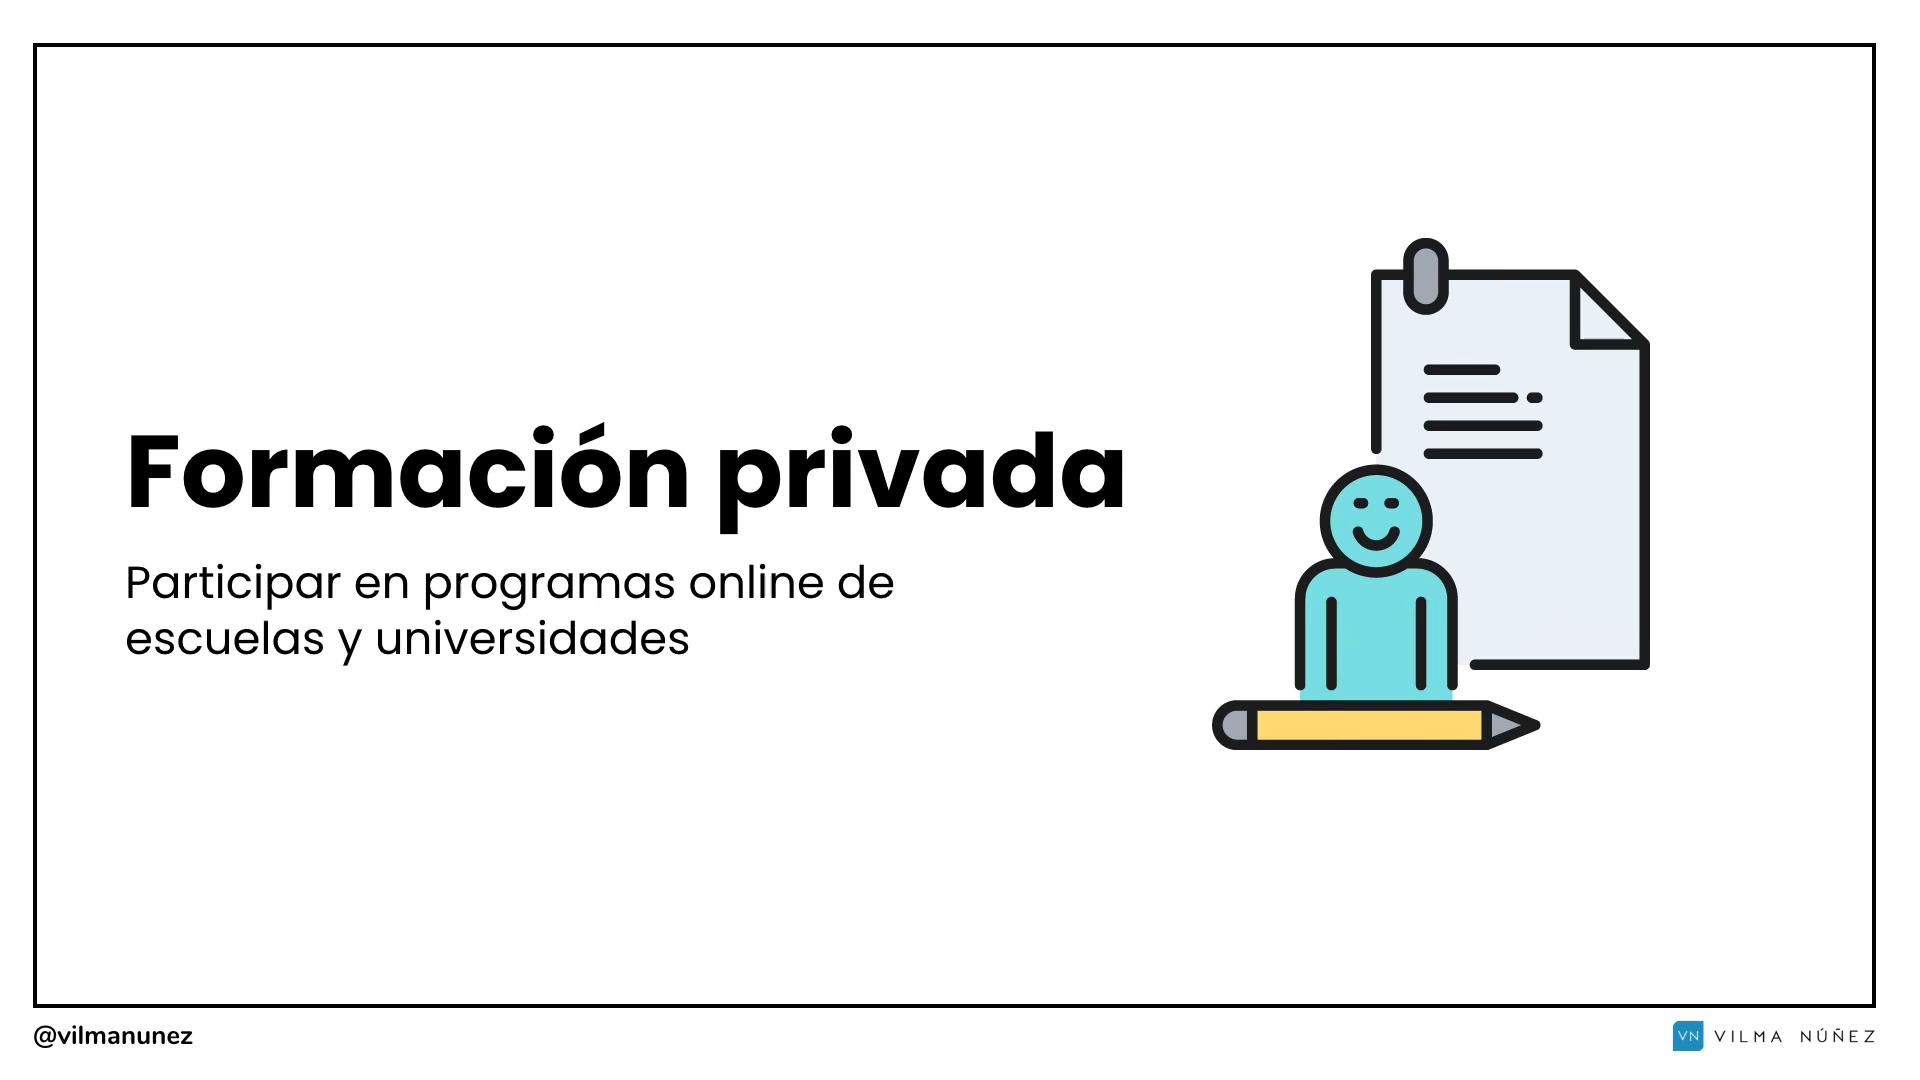 Formación privada
Participar en programas online de
escuelas y universidades
@vilmanunez
VN VILMA NÚÑEZ